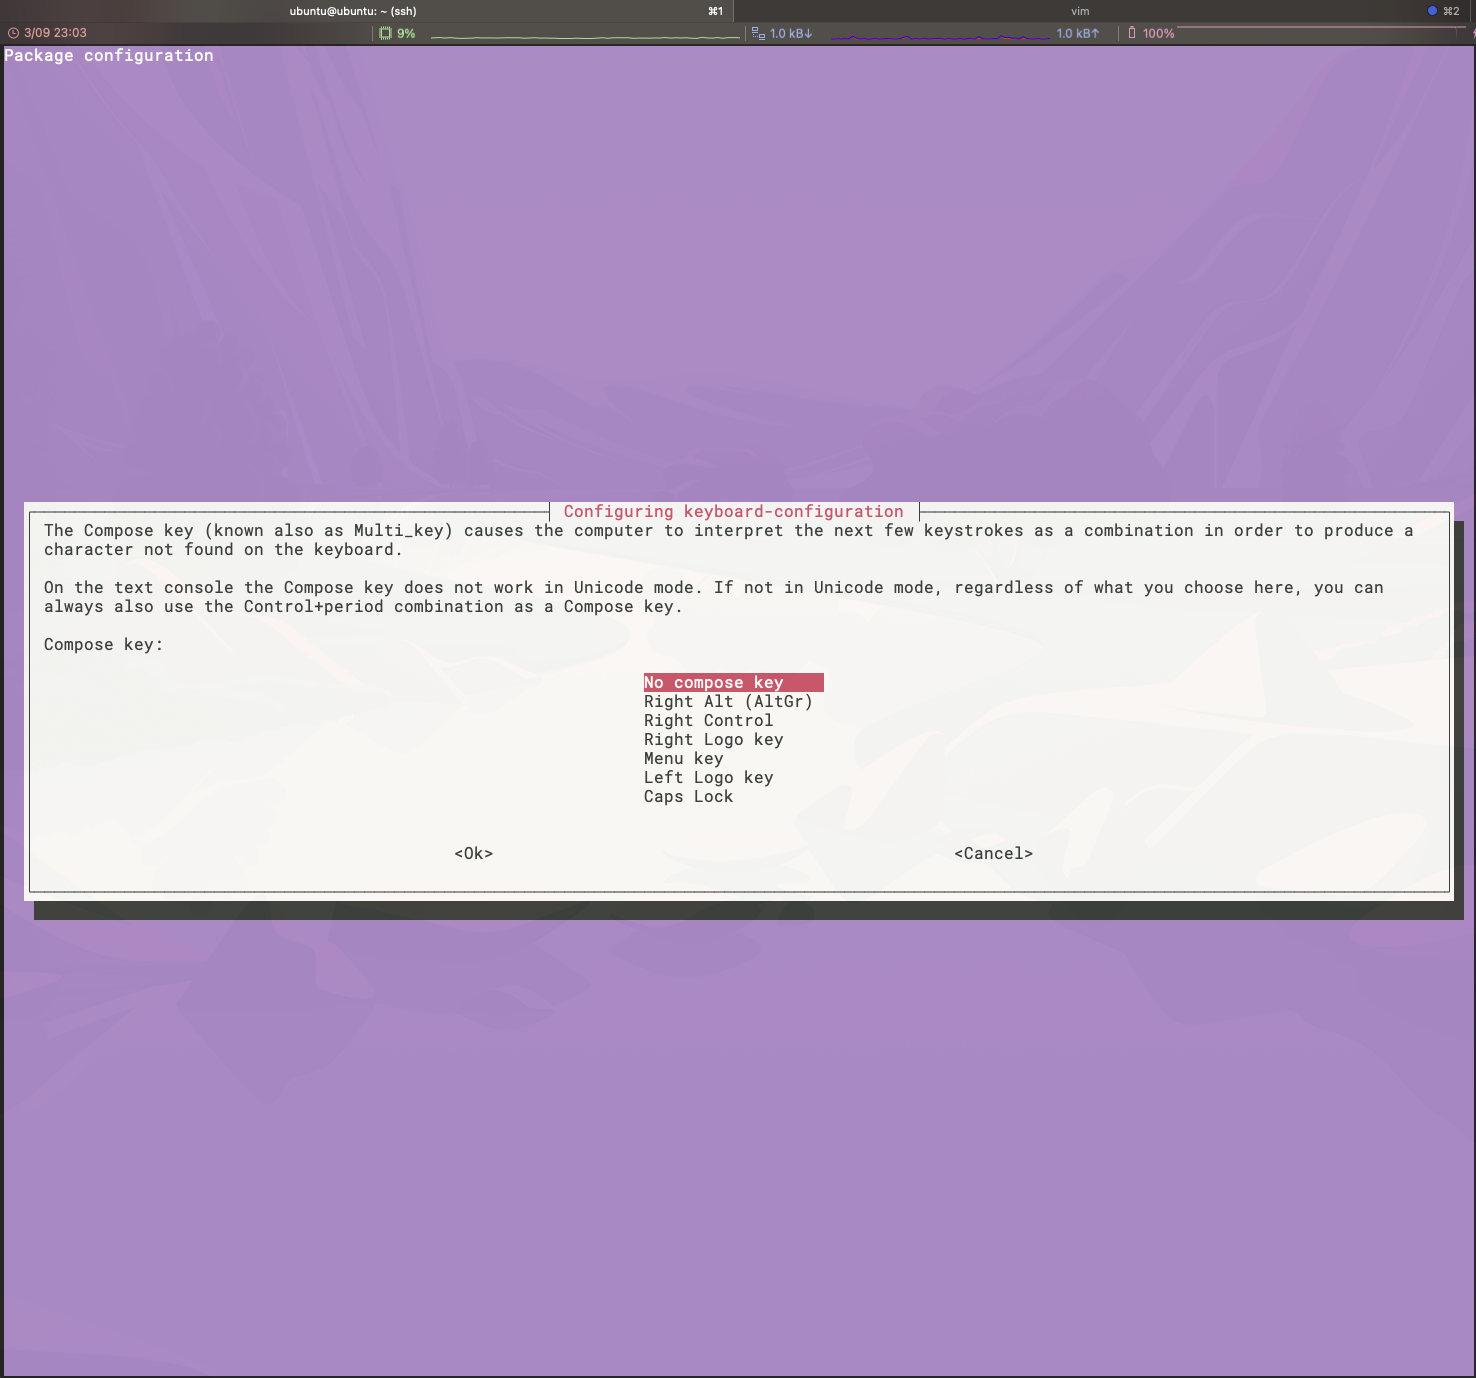 ubuntu@ubuntu: ~ (ssh) ⌘1 vim ⌘2
3/09 23:03 9% 1.0 kB↓ 1.0 kB↑ 100%
Package configuration
Configuring keyboard-configuration
The Compose key (known also as Multi_key) causes the computer to interpret the next few keystrokes as a combination in order to produce a
character not found on the keyboard.
On the text console the Compose key does not work in Unicode mode. If not in Unicode mode, regardless of what you choose here, you can
always also use the Control+period combination as a Compose key.
Compose key:
No compose key
Right Alt (AltGr)
Right Control
Right Logo key
Menu key
Left Logo key
Caps Lock
<Ok> <Cancel>